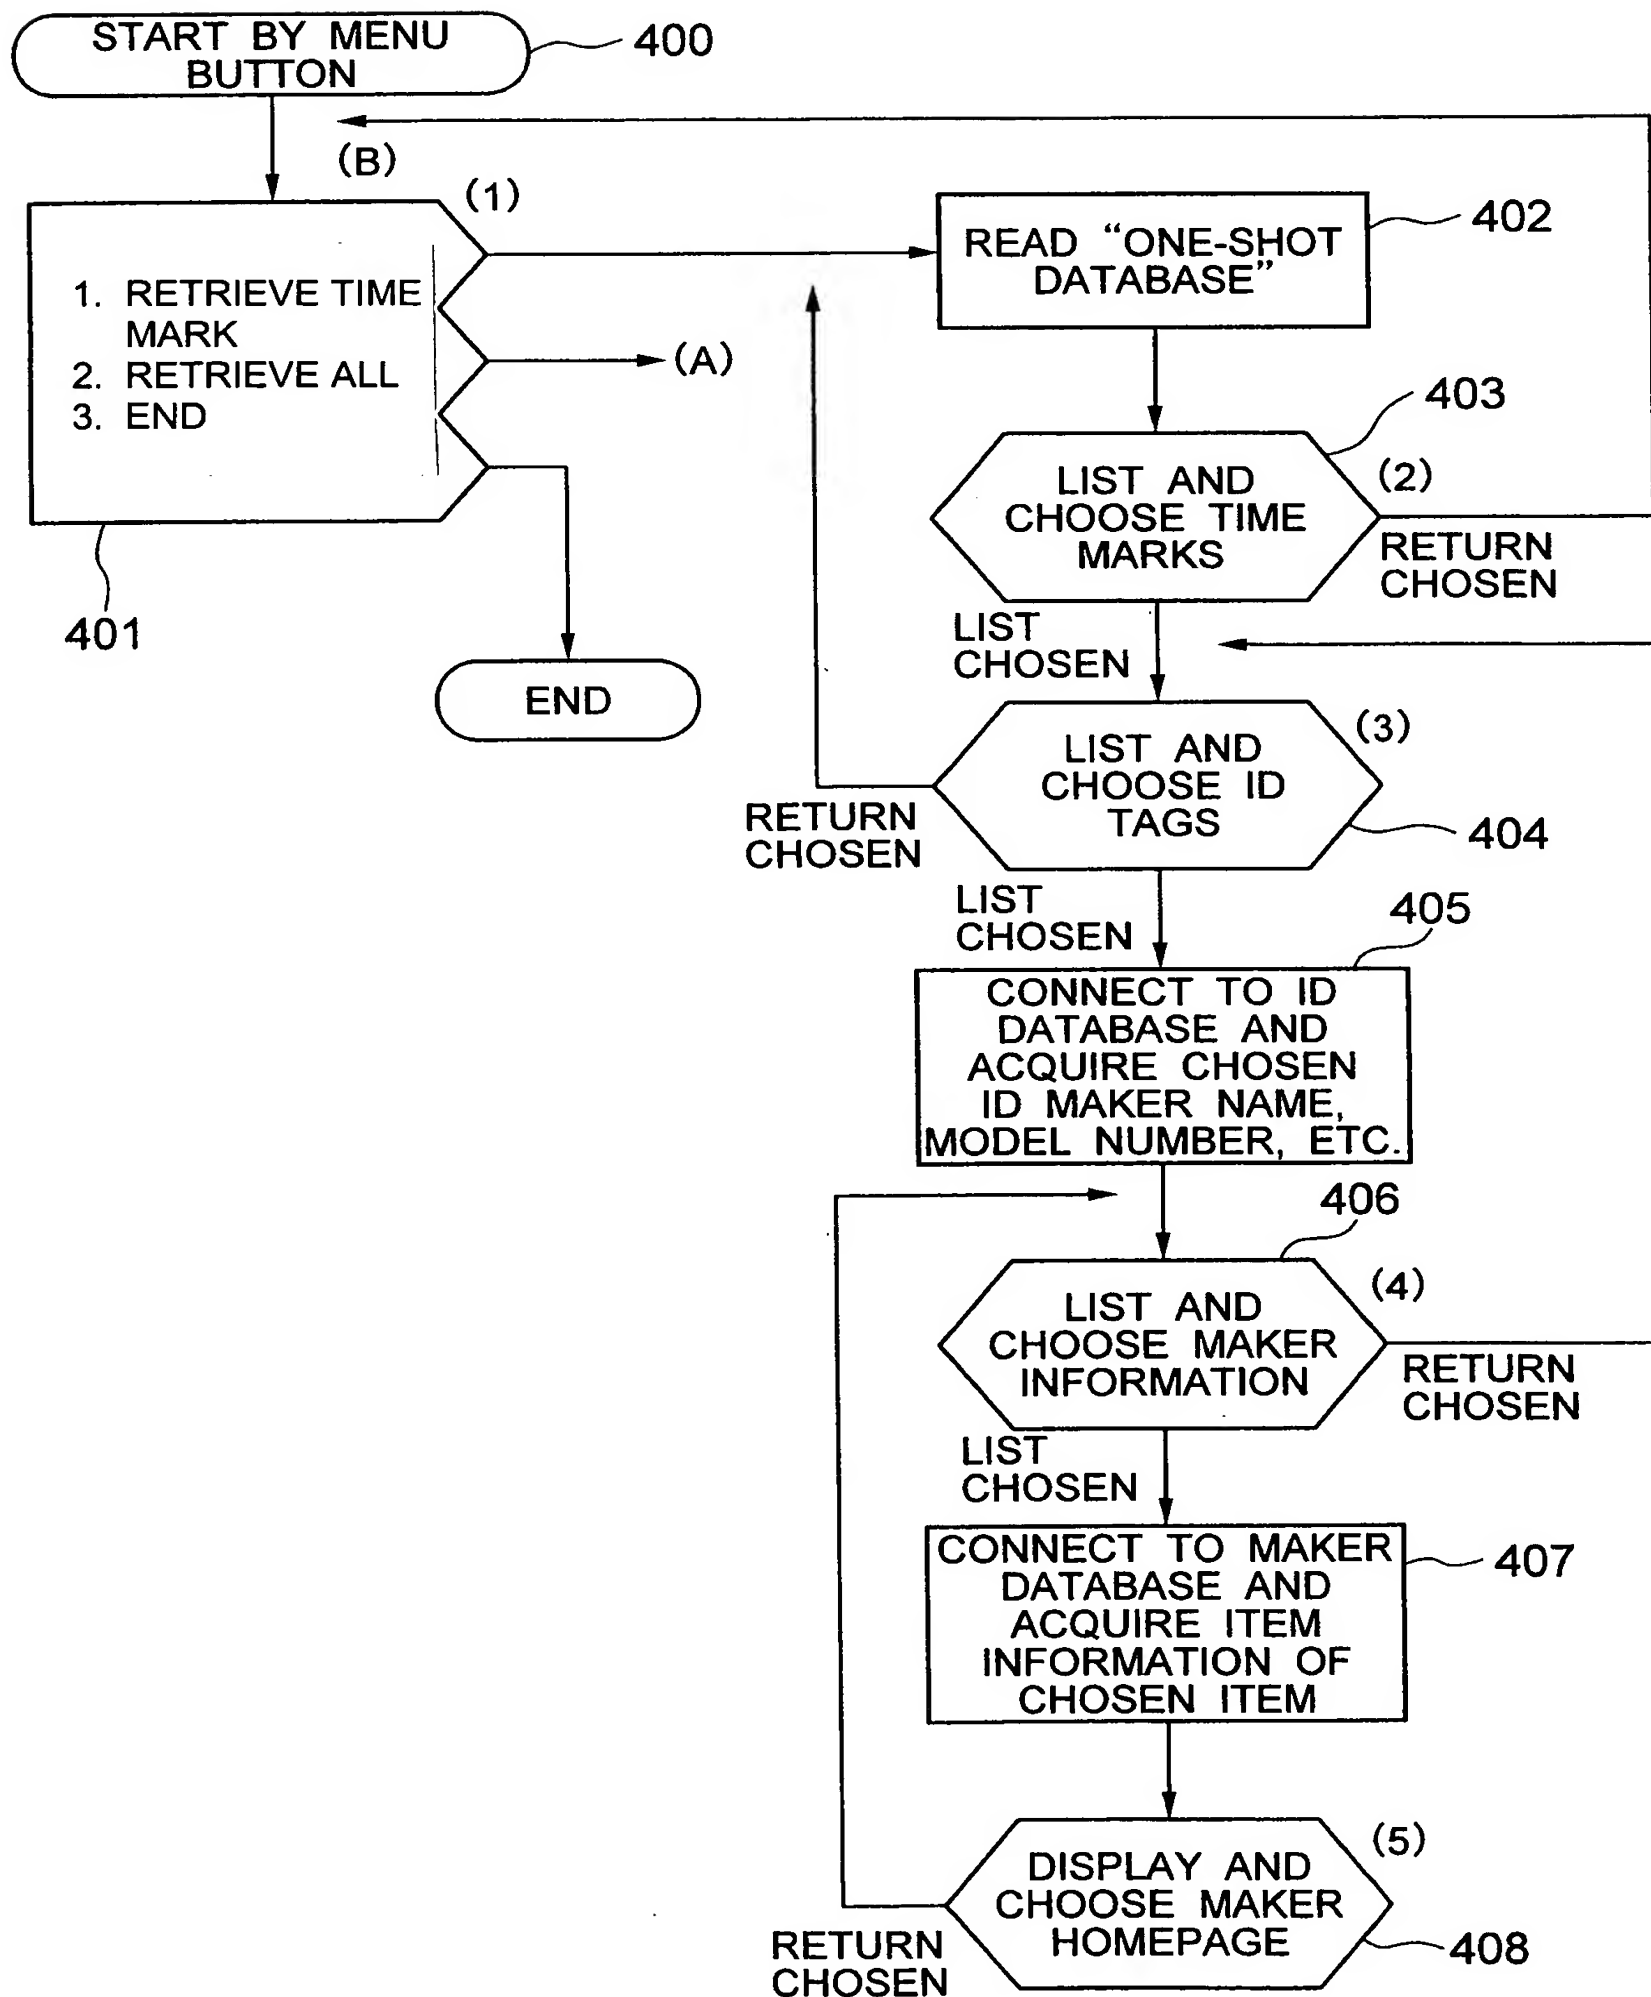 START BY MENU
BUTTON
400
(B)
(1)
1. RETRIEVE TIME
MARK
2. RETRIEVE ALL
3. END
(A)
401
END
READ “ONE-SHOT
DATABASE”
402
403
LIST AND
CHOOSE TIME
MARKS
(2)
RETURN
CHOSEN
LIST
CHOSEN
LIST AND
CHOOSE ID
TAGS
(3)
404
RETURN
CHOSEN
LIST
CHOSEN
405
CONNECT TO ID
DATABASE AND
ACQUIRE CHOSEN
ID MAKER NAME,
MODEL NUMBER, ETC.
406
LIST AND
CHOOSE MAKER
INFORMATION
(4)
RETURN
CHOSEN
LIST
CHOSEN
CONNECT TO MAKER
DATABASE AND
ACQUIRE ITEM
INFORMATION OF
CHOSEN ITEM
407
DISPLAY AND
CHOOSE MAKER
HOMEPAGE
(5)
408
RETURN
CHOSEN